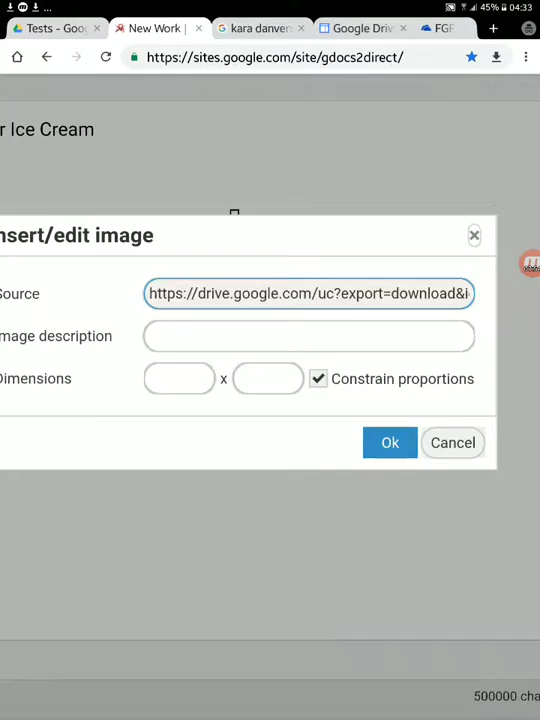 ... 45% 04:33
Tests - Goog New Work | kara danvers Google Driv FGF
https://sites.google.com/site/gdocs2direct/
r Ice Cream
nsert/edit image
Source https://drive.google.com/uc?export=download&i
mage description
Dimensions x Constrain proportions
Ok Cancel
500000 cha